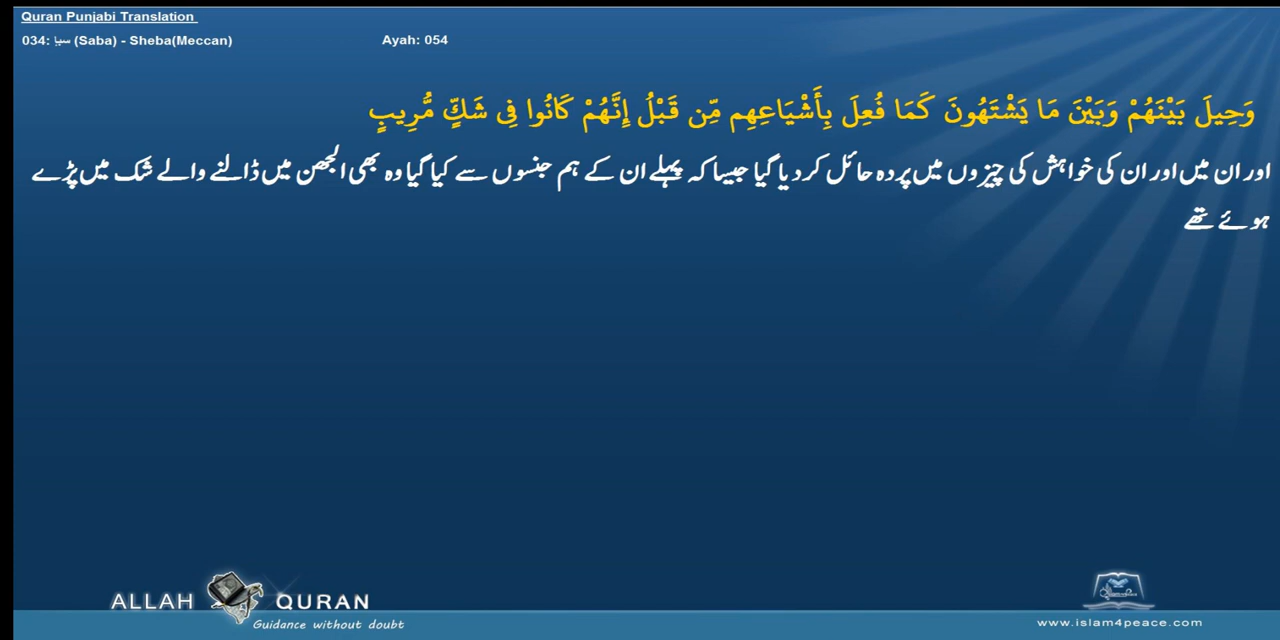 Quran Punjabi Translation
034: سبإ (Saba) - Sheba(Meccan) Ayah: 054
وَحِيلَ بَيْنَهُمْ وَبَيْنَ مَا يَشْتَهُونَ كَمَا فُعِلَ بِأَشْيَاعِهِم مِّن قَبْلُ إِنَّهُمْ كَانُوا فِي شَكٍّ مُّرِيبٍ
اور ان میں اور ان کی خواہش کی چیزوں میں پردہ حائل کر دیا گیا جیسا کہ پہلے ان کے ہم جنسوں سے کیا گیا وہ بھی الجھن میں ڈالنے والے شک میں پڑے
ہوئے تھے
ALLAH QURAN
Guidance without doubt
www.islam4peace.com